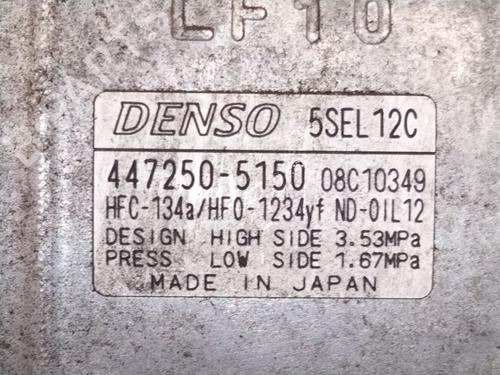 LF10
DENSO 5SEL12C
447250-5150 08C10349
HFC-134a/HFO-1234yf ND-OIL12
DESIGN HIGH SIDE 3.53MPa
PRESS LOW SIDE 1.67MPa
MADE IN JAPAN